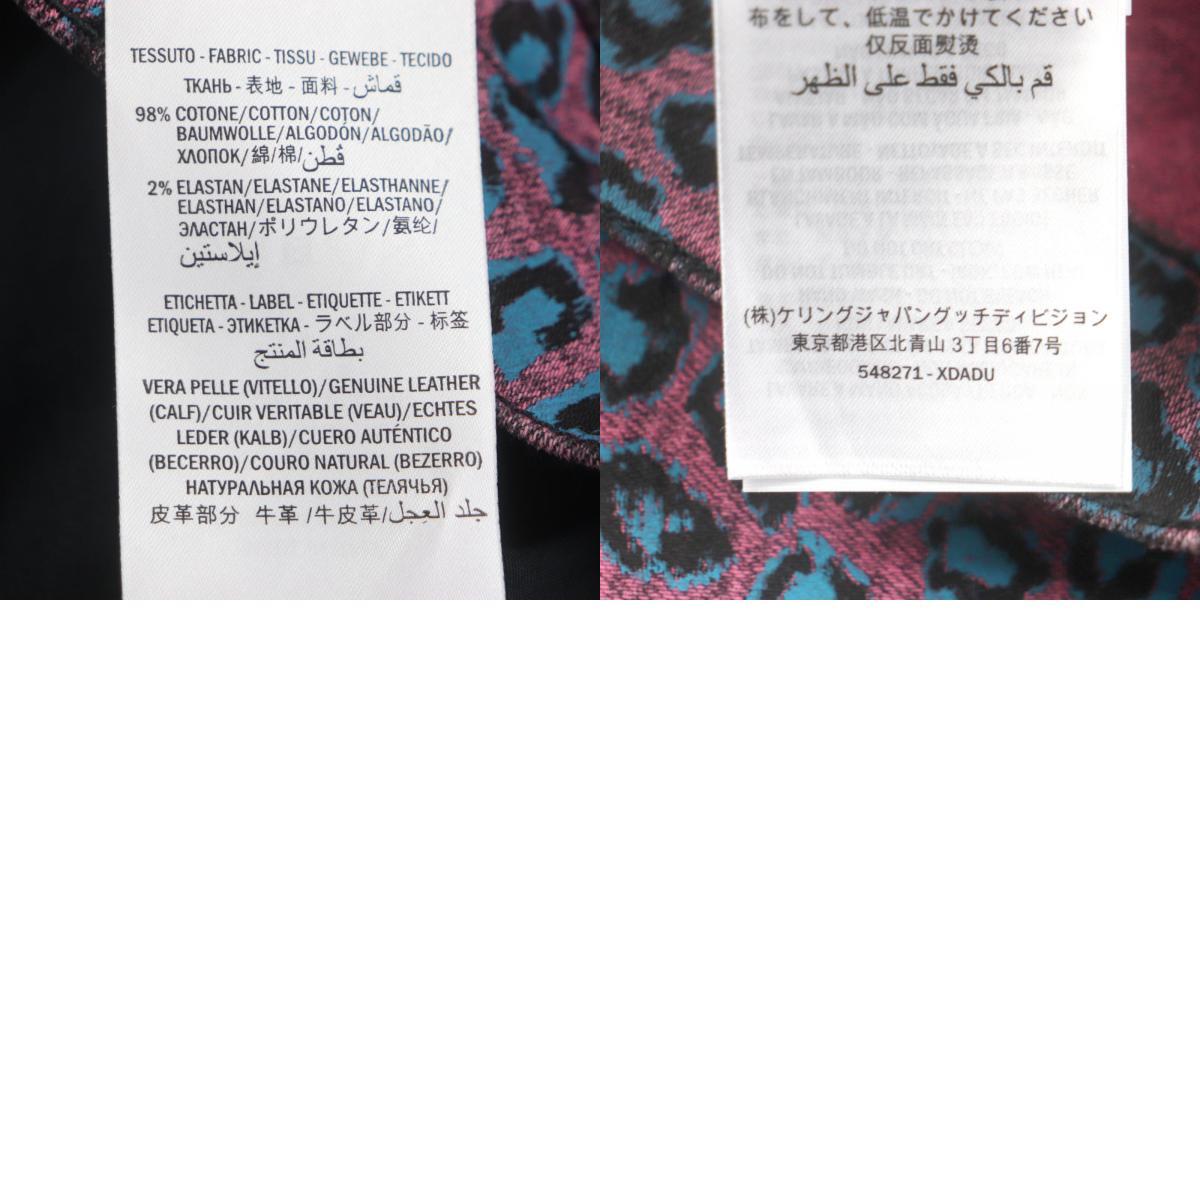 TESSUTO - FABRIC - TISSU - GEWEBE - TECIDO
ТКАНЬ - 表地 - 面料 - قماش
98% COTONE/COTTON/COTON/
BAUMWOLLE/ALGODÓN/ALGODÃO/
ХЛОПОК/綿/棉/قُطن
2% ELASTAN/ELASTANE/ELASTHANNE/
ELASTHAN/ELASTANO/ELASTANO/
ЭЛАСТАН/ポリウレタン/氨纶/
إيلاستين
ETICHETTA - LABEL - ETIQUETTE - ETIKETT
ETIQUETA - ЭТИКЕТКА - ラベル部分 - 标签
بطاقة المنتج
VERA PELLE (VITELLO)/GENUINE LEATHER
(CALF)/CUIR VERITABLE (VEAU)/ECHTES
LEDER (KALB)/CUERO AUTÉNTICO
(BECERRO)/COURO NATURAL (BEZERRO)
НАТУРАЛЬНАЯ КОЖА (ТЕЛЯЧЬЯ)
皮革部分 牛革 /牛皮革/جلد العِجل
布をして、低温でかけてください
仅反面熨烫
قم بالكي فقط على الظهر
(株)ケリングジャパングッチディビジョン
東京都港区北青山 3丁目6番7号
548271 - XDADU